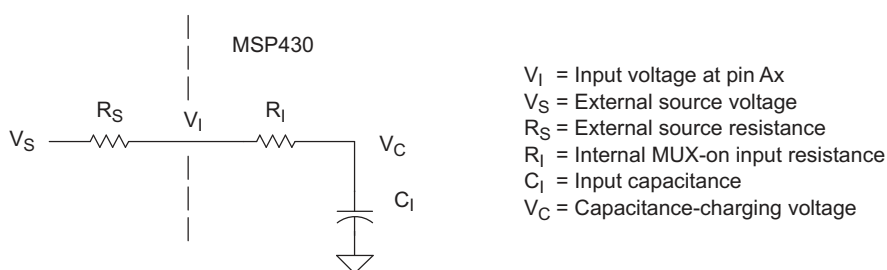 MSP430
R_S
V_I
R_I
V_S
V_C
C_I
V_I = Input voltage at pin Ax
V_S = External source voltage
R_S = External source resistance
R_I = Internal MUX-on input resistance
C_I = Input capacitance
V_C = Capacitance-charging voltage